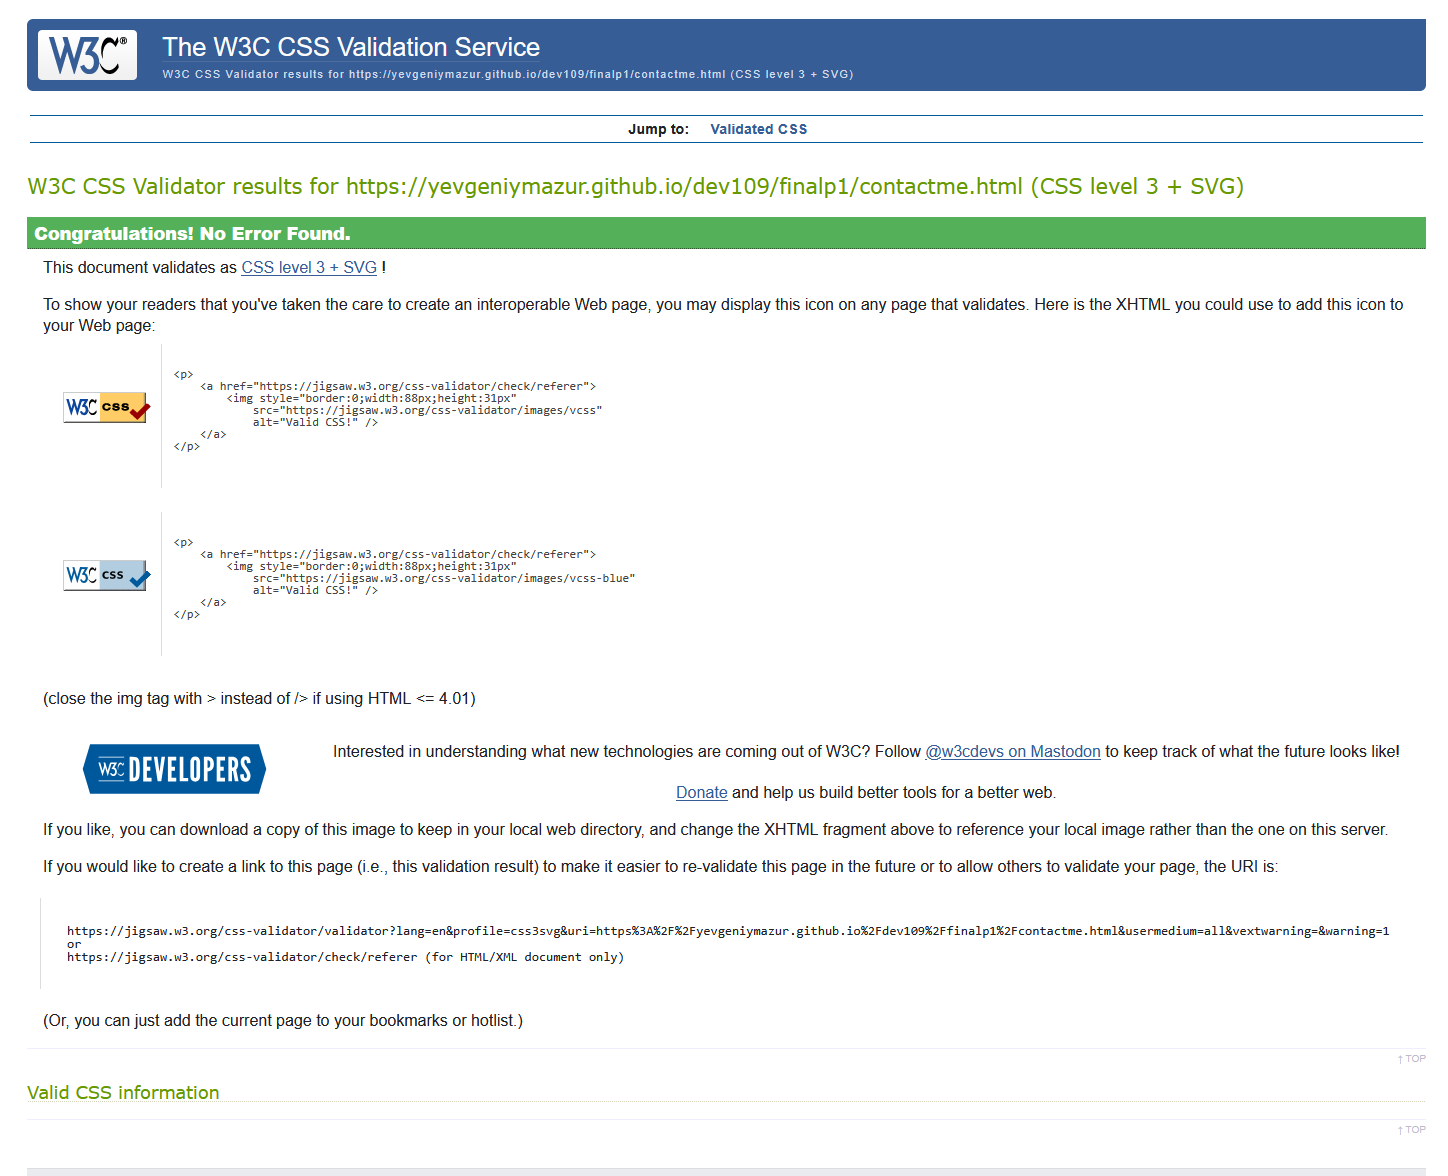 W3C®
The W3C CSS Validation Service
W3C CSS Validator results for https://yevgeniymazur.github.io/dev109/finalp1/contactme.html (CSS level 3 + SVG)
Jump to: Validated CSS
W3C CSS Validator results for https://yevgeniymazur.github.io/dev109/finalp1/contactme.html (CSS level 3 + SVG)
Congratulations! No Error Found.
This document validates as CSS level 3 + SVG !
To show your readers that you've taken the care to create an interoperable Web page, you may display this icon on any page that validates. Here is the XHTML you could use to add this icon to
your Web page:
W3C css
<p>
<a href="https://jigsaw.w3.org/css-validator/check/referer">
<img style="border:0;width:88px;height:31px"
src="https://jigsaw.w3.org/css-validator/images/vcss"
alt="Valid CSS!" />
</a>
</p>
W3C css
<p>
<a href="https://jigsaw.w3.org/css-validator/check/referer">
<img style="border:0;width:88px;height:31px"
src="https://jigsaw.w3.org/css-validator/images/vcss-blue"
alt="Valid CSS!" />
</a>
</p>
(close the img tag with > instead of /> if using HTML <= 4.01)
W3C DEVELOPERS
Interested in understanding what new technologies are coming out of W3C? Follow @w3cdevs on Mastodon to keep track of what the future looks like!
Donate and help us build better tools for a better web.
If you like, you can download a copy of this image to keep in your local web directory, and change the XHTML fragment above to reference your local image rather than the one on this server.
If you would like to create a link to this page (i.e., this validation result) to make it easier to re-validate this page in the future or to allow others to validate your page, the URI is:
https://jigsaw.w3.org/css-validator/validator?lang=en&profile=css3svg&uri=https%3A%2F%2Fyevgeniymazur.github.io%2Fdev109%2Ffinalp1%2Fcontactme.html&usermedium=all&vextwarning=&warning=1
or
https://jigsaw.w3.org/css-validator/check/referer (for HTML/XML document only)
(Or, you can just add the current page to your bookmarks or hotlist.)
↑ TOP
Valid CSS information
↑ TOP